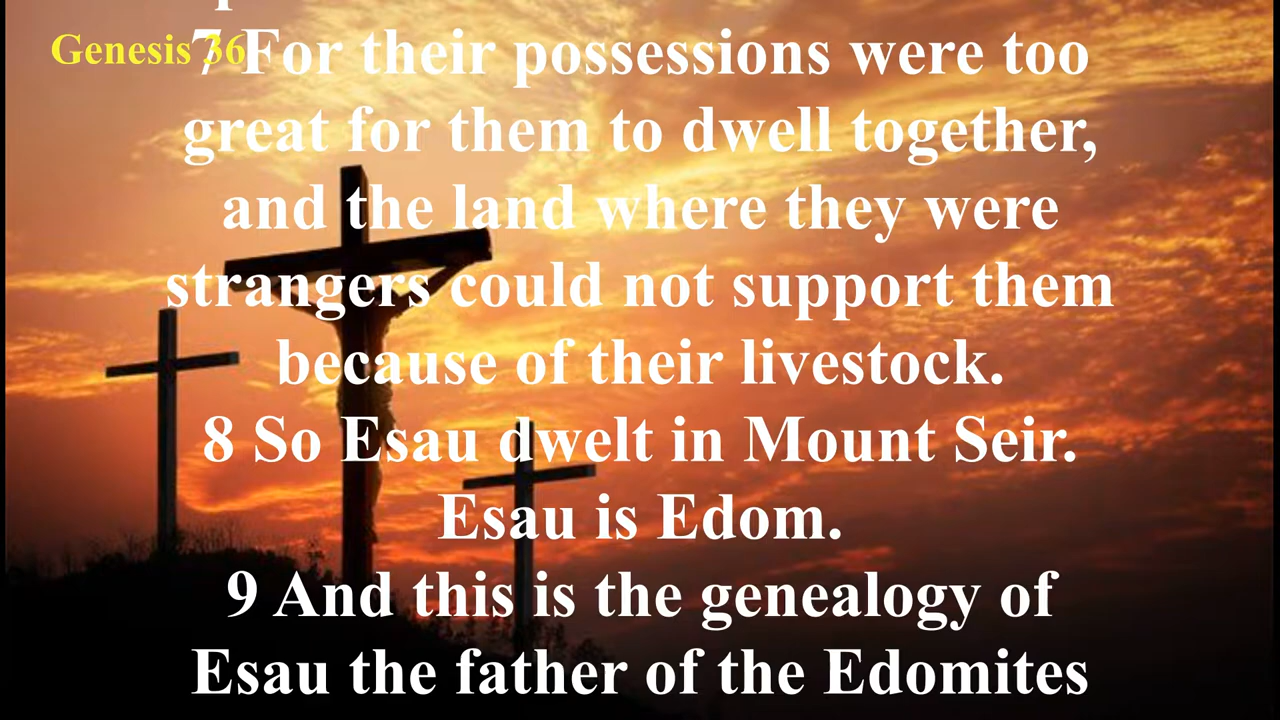 Genesis 36
7 For their possessions were too
great for them to dwell together,
and the land where they were
strangers could not support them
because of their livestock.
8 So Esau dwelt in Mount Seir.
Esau is Edom.
9 And this is the genealogy of
Esau the father of the Edomites